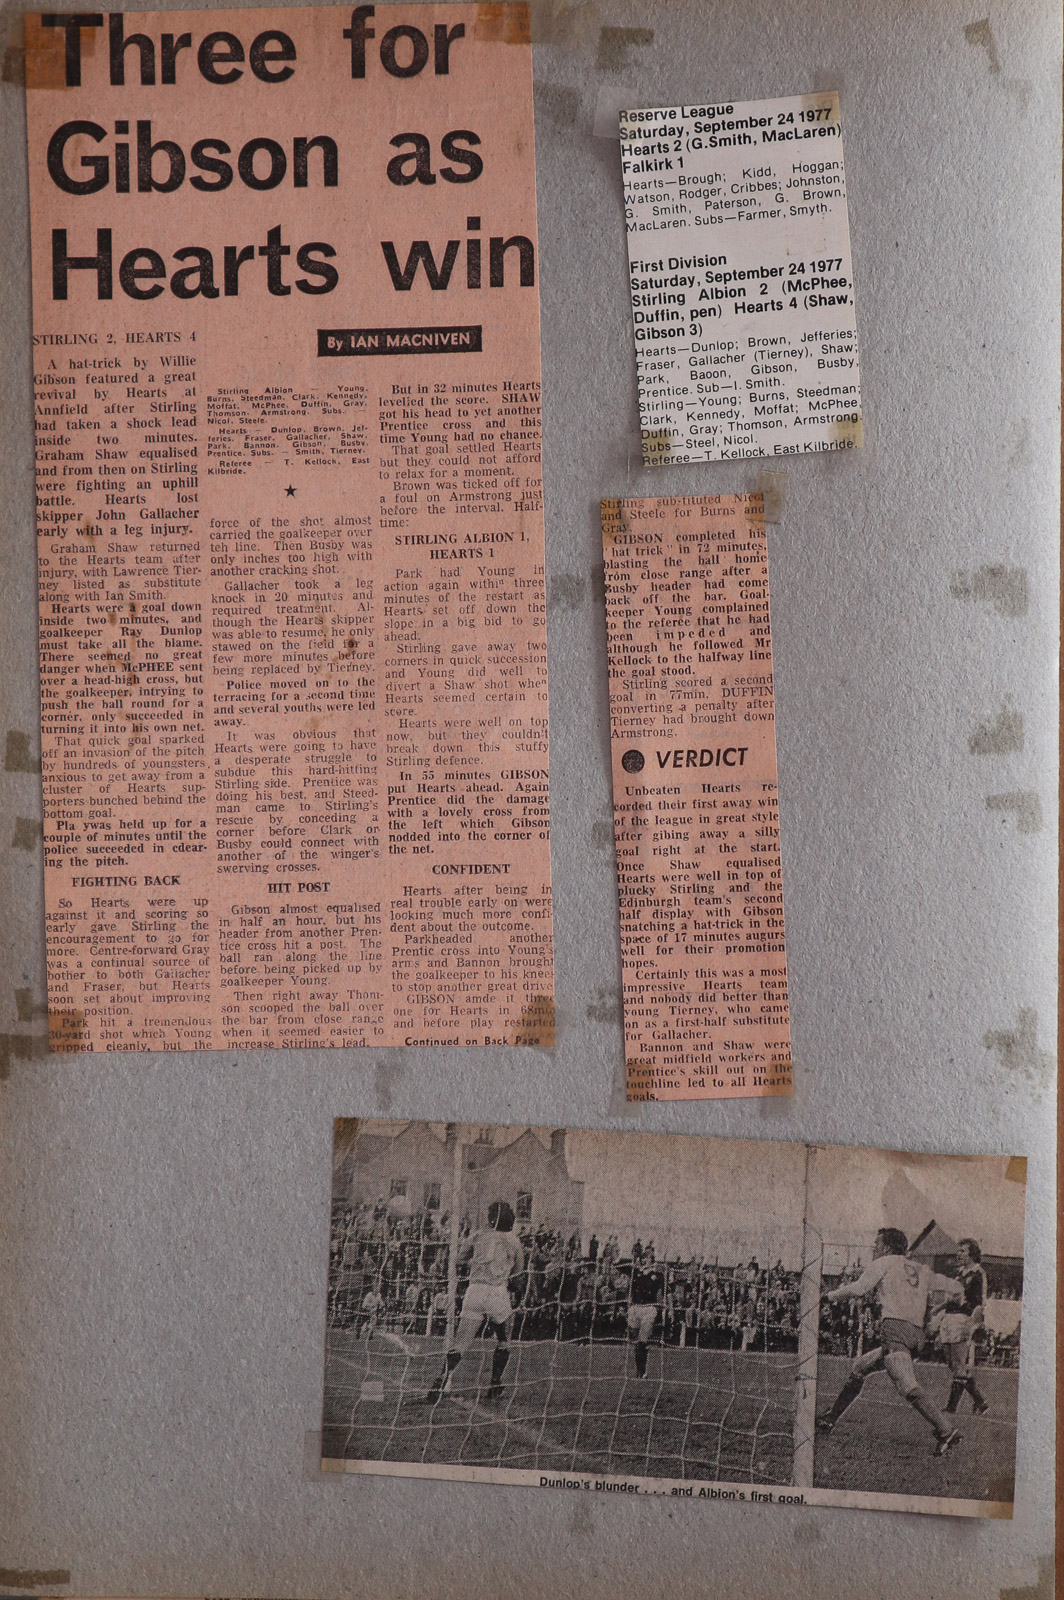 Three for
Gibson as
Hearts win
STIRLING 2, HEARTS 4
A hat-trick by Willie
Gibson featured a great
revival by Hearts at
Annfield after Stirling
had taken a shock lead
inside two minutes.
Graham Shaw equalised
and from then on Stirling
were fighting an uphill
battle. Hearts lost
skipper John Gallacher
early with a leg injury.
Graham Shaw returned
to the Hearts team after
injury, with Lawrence Tier-
ney listed as substitute
along with Ian Smith.
Hearts were a goal down
inside two minutes, and
goalkeeper Ray Dunlop
must take all the blame.
There seemed no great
danger when McPHEE sent
over a head-high cross, but
the goalkeeper, intrying to
push the ball round for a
corner, only succeeded in
turning it into his own net.
That quick goal sparked
off an invasion of the pitch
by hundreds of youngsters,
anxious to get away from a
cluster of Hearts sup-
porters bunched behind the
bottom goal.
Pla ywas held up for a
couple of minutes until the
police succeeded in cdear-
ing the pitch.
FIGHTING BACK
So Hearts were up
against it and scoring so
early gave Stirling the
encouragement to go for
more. Centre-forward Gray
was a continual source of
bother to both Gallacher
and Fraser, but Hearts
soon set about improving
their position.
Park hit a tremendous
30-yard shot which Young
gripped cleanly, but the
By IAN MACNIVEN
Stirling Albion — Young,
Burns, Steedman, Clark, Kennedy,
Moffat, McPhee, Duffin, Gray,
Thomson, Armstrong. Subs. —
Nicol, Steele.
Hearts — Dunlop, Brown, Jef-
feries, Fraser, Gallacher, Shaw,
Park, Bannon, Gibson, Busby,
Prentice. Subs. — Smith, Tierney.
Referee — T. Kellock, East
Kilbride.
force of the shot almost
carried the goalkeeper over
teh line. Then Busby was
only inches too high with
another cracking shot.
Gallacher took a leg
knock in 20 minutes and
required treatment. Al-
though the Hearts skipper
was able to resume, he only
stawed on the field for a
few more minutes before
being replaced by Tierney.
Police moved on to the
terracing for a second time
and several youths were led
away.
It was obvious that
Hearts were going to have
a desperate struggle to
subdue this hard-hitting
Stirling side. Prentice was
doing his best, and Steed-
man came to Stirling's
rescue by conceding a
corner before Clark or
Busby could connect with
another of the winger's
swerving crosses.
HIT POST
Gibson almost equalised
in half an hour, but his
header from another Pren-
tice cross hit a post. The
ball ran along the line
before being picked up by
goalkeeper Young.
Then right away Thom-
son scooped the ball over
the bar from close range
when it seemed easier to
increase Stirling's lead.
But in 32 minutes Hearts
levelled the score. SHAW
got his head to yet another
Prentice cross and this
time Young had no chance.
That goal settled Hearts
but they could not afford
to relax for a moment.
Brown was ticked off for
a foul on Armstrong just
before the interval. Half-
time:
STIRLING ALBION 1,
HEARTS 1
Park had Young in
action again within three
minutes of the restart as
Hearts set off down the
slope in a big bid to go
ahead.
Stirling gave away two
corners in quick succession
and Young did well to
divert a Shaw shot when
Hearts seemed certain to
score.
Hearts were well on top
now, but they couldn't
break down this stuffy
Stirling defence.
In 55 minutes GIBSON
put Hearts ahead. Again
Prentice did the damage
with a lovely cross from
the left which Gibson
nodded into the corner of
the net.
CONFIDENT
Hearts after being in
real trouble early on were
looking much more confi-
dent about the outcome.
Parkheaded another
Prentic cross into Young's
arms and Bannon brought
the goalkeeper to his knees
to stop another great drive
GIBSON amde it three
one for Hearts in 68min
and before play restarted
Continued on Back Page
Reserve League
Saturday, September 24 1977
Hearts 2 (G.Smith, MacLaren)
Falkirk 1
Hearts—Brough; Kidd, Hoggan;
Watson, Rodger, Cribbes; Johnston,
G. Smith, Paterson, G. Brown,
MacLaren. Subs—Farmer, Smyth.
First Division
Saturday, September 24 1977
Stirling Albion 2 (McPhee,
Duffin, pen) Hearts 4 (Shaw,
Gibson 3)
Hearts—Dunlop; Brown, Jefferies;
Fraser, Gallacher (Tierney), Shaw;
Park, Baoon, Gibson, Busby,
Prentice. Sub—I. Smith.
Stirling—Young; Burns, Steedman;
Clark, Kennedy, Moffat; McPhee,
Duffin, Gray; Thomson, Armstrong.
Subs—Steel, Nicol.
Referee—T. Kellock, East Kilbride.
Stirling sub-tituted Nicol
and Steele for Burns and
Gray.
GIBSON completed his
"hat trick" in 72 minutes,
blasting the ball home
from close range after a
Busby header had come
back off the bar. Goal-
keeper Young complained
to the referee that he had
been impeded and
although he followed Mr
Kellock to the halfway line
the goal stood.
Stirling scored a second
goal in 77min, DUFFIN
converting a penalty after
Tierney had brought down
Armstrong.
VERDICT
Unbeaten Hearts re-
corded their first away win
of the league in great style
after gibing away a silly
goal right at the start.
Once Shaw equalised
Hearts were well in top of
plucky Stirling and the
Edinburgh team's second
half display with Gibson
snatching a hat-trick in the
space of 17 minutes augurs
well for their promotion
hopes.
Certainly this was a most
impressive Hearts team
and nobody did better than
young Tierney, who came
on as a first-half substitute
for Gallacher.
Bannon and Shaw were
great midfield workers and
Prentice's skill out on the
touchline led to all Hearts
goals.
9
Dunlop's blunder . . . and Albion's first goal.